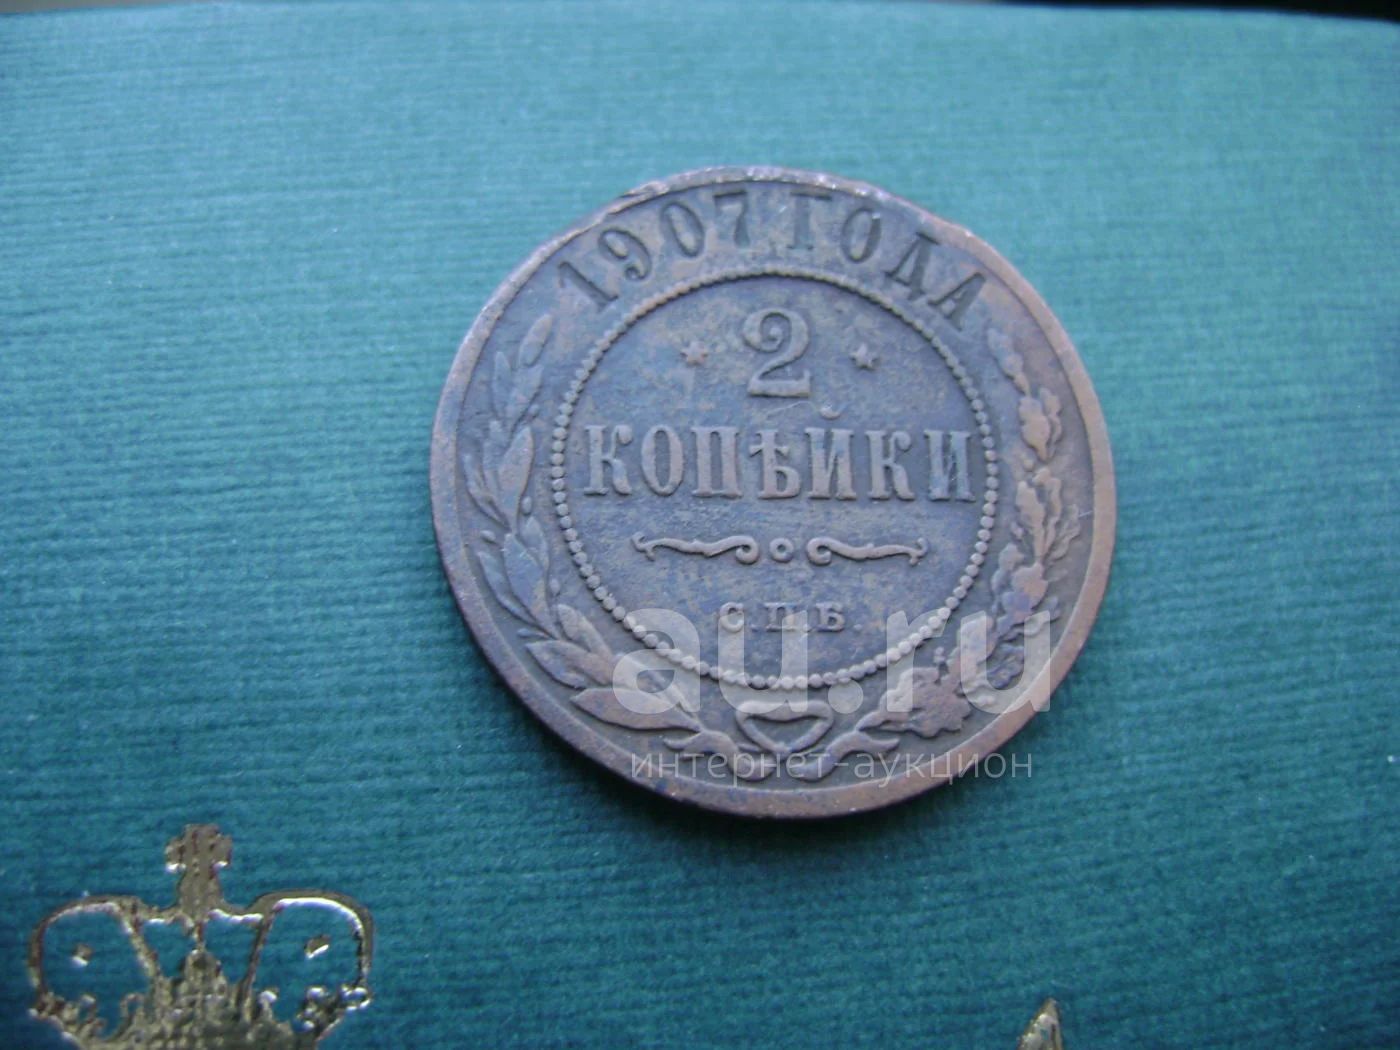 1907 ГОДА
* 2 *
КОПѢЙКИ
С.П.Б.
au.ru
интернет-аукцион